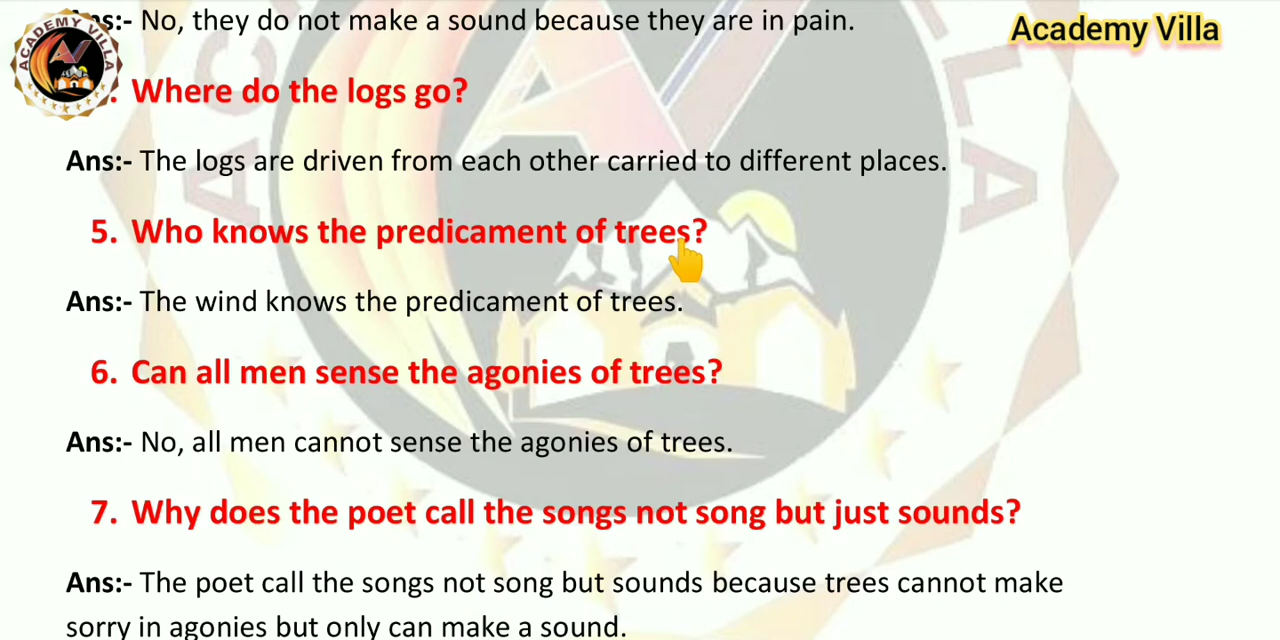 s:- No, they do not make a sound because they are in pain.
Academy Villa
ACADEMY VILLA
. Where do the logs go?
Ans:- The logs are driven from each other carried to different places.
5. Who knows the predicament of trees?
Ans:- The wind knows the predicament of trees.
6. Can all men sense the agonies of trees?
Ans:- No, all men cannot sense the agonies of trees.
7. Why does the poet call the songs not song but just sounds?
Ans:- The poet call the songs not song but sounds because trees cannot make
sorry in agonies but only can make a sound.